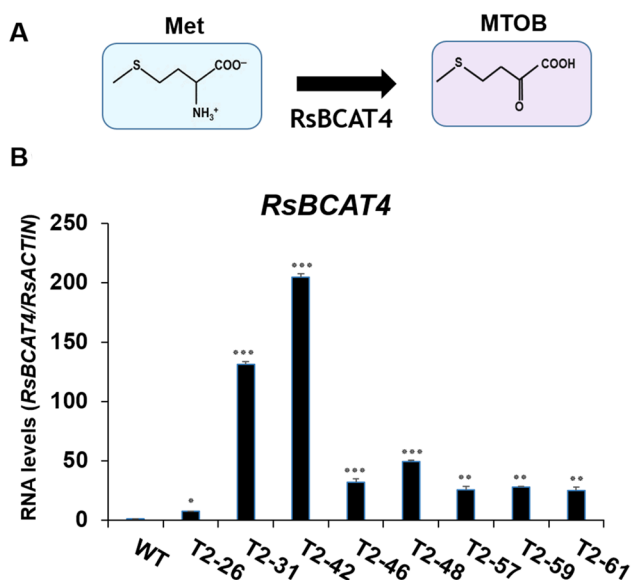 A
Met
MTOB
S
COO–
NH3+
RsBCAT4
S
COOH
O
B
RsBCAT4
RNA levels (RsBCAT4/RsACTIN)
250
200
150
100
50
0
***
***
*
***
***
**
**
**
WT
T2-26
T2-31
T2-42
T2-46
T2-48
T2-57
T2-59
T2-61